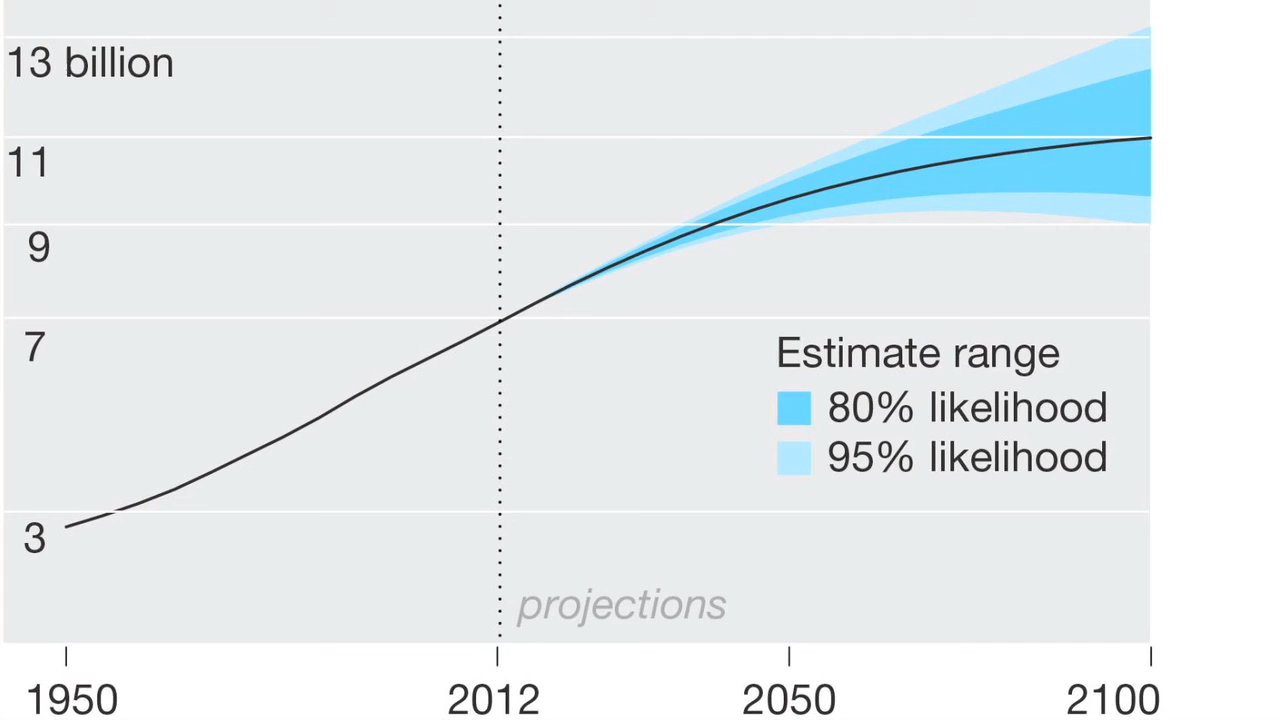 13 billion
11
9
7
Estimate range
80% likelihood
95% likelihood
3
projections
1950 2012 2050 2100